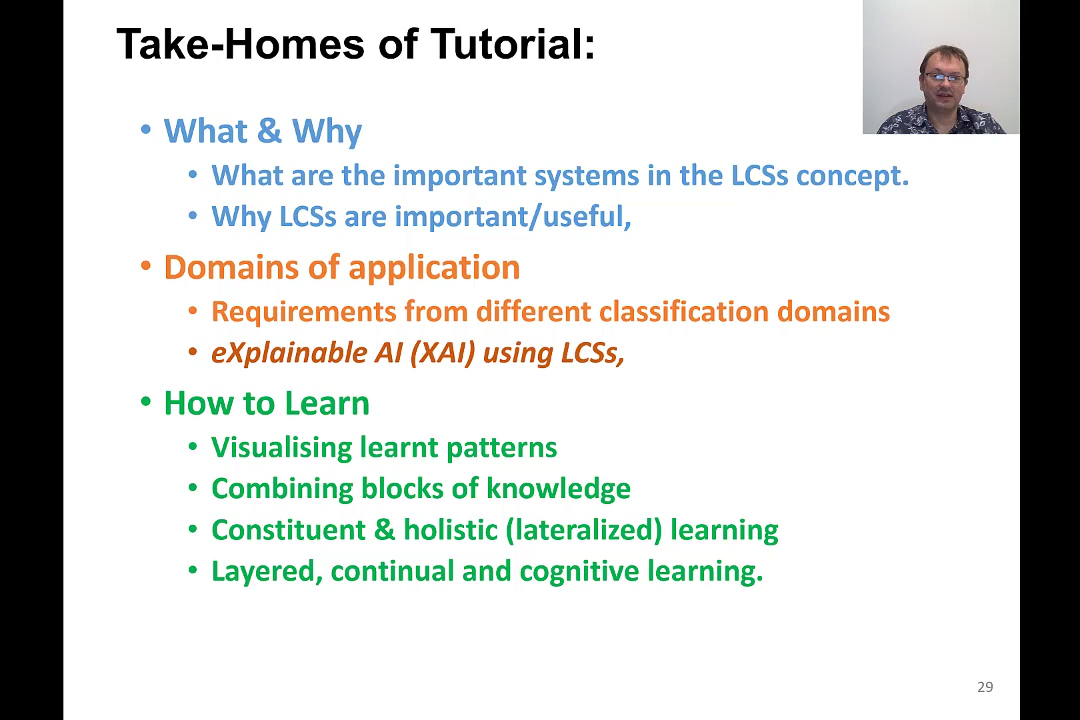 Take-Homes of Tutorial:
• What & Why
• What are the important systems in the LCSs concept.
• Why LCSs are important/useful,
• Domains of application
• Requirements from different classification domains
• eXplainable AI (XAI) using LCSs,
• How to Learn
• Visualising learnt patterns
• Combining blocks of knowledge
• Constituent & holistic (lateralized) learning
• Layered, continual and cognitive learning.
29